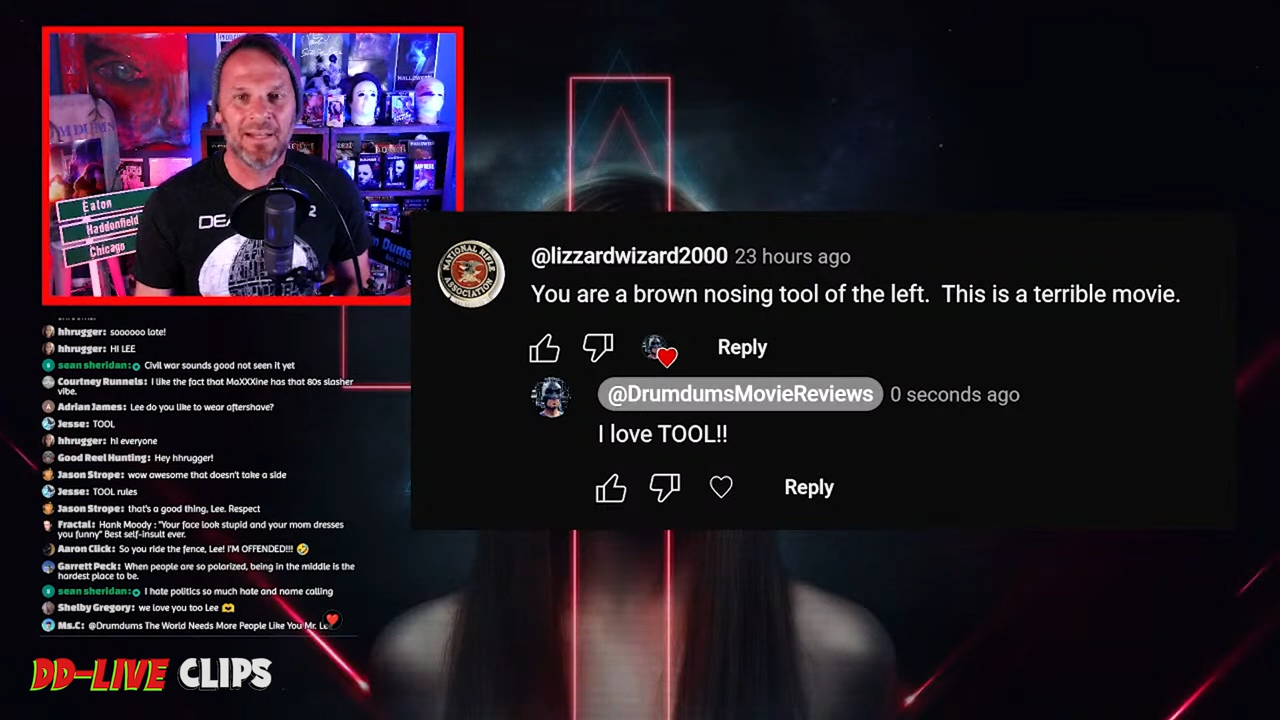 HALLOWEEN
Eaton
Haddonfield
Chicago
2
hhrugger: soooooo late!
hhrugger: HI LEE
sean sheridan: Civil war sounds good not seen it yet
Courtney Runnels: I like the fact that MaXXXine has that 80s slasher
vibe.
Adrian James: Lee do you like to wear aftershave?
Jesse: TOOL
hhrugger: hi everyone
Good Reel Hunting: Hey hhrugger!
Jason Strope: wow awesome that doesn't take a side
Jesse: TOOL rules
Jason Strope: that's a good thing, Lee. Respect
Fractal: Hank Moody : "Your face look stupid and your mom dresses
you funny" Best self-insult ever.
Aaron Click: So you ride the fence, Lee! I'M OFFENDED!!! 🤣
Garrett Peck: When people are so polarized, being in the middle is the
hardest place to be.
sean sheridan: I hate politics so much hate and name calling
Shelby Gregory: we love you too Lee 🫶
Ms.C: @Drumdums The World Needs More People Like You Mr.
DD-LIVE CLIPS
NATIONAL RIFLE
ASSOCIATION
@lizzardwizard2000 23 hours ago
You are a brown nosing tool of the left.  This is a terrible movie.
Reply
@DrumdumsMovieReviews 0 seconds ago
I love TOOL!!
Reply